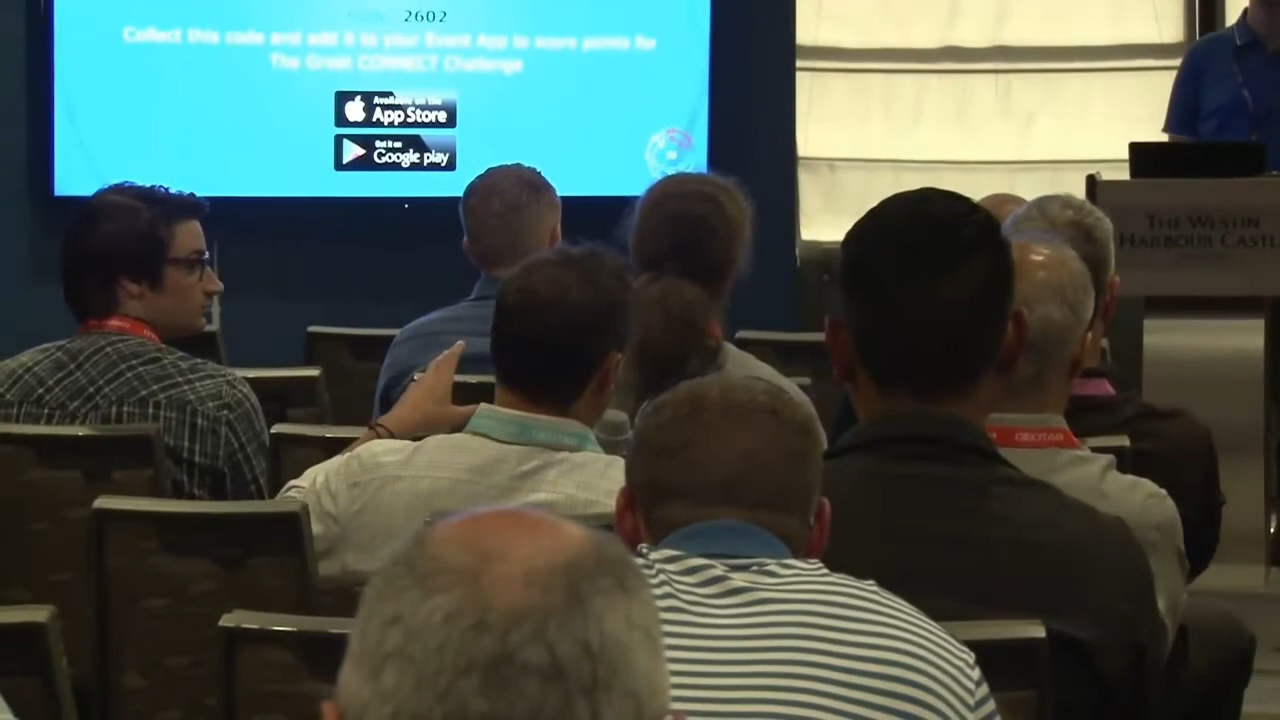 2602
Collect this code and add it to your Event App to score points for
The Great CONNECT Challenge
Available on the
App Store
Get it on
Google play
THE WESTIN
HARBOUR CASTL
GEOTAB